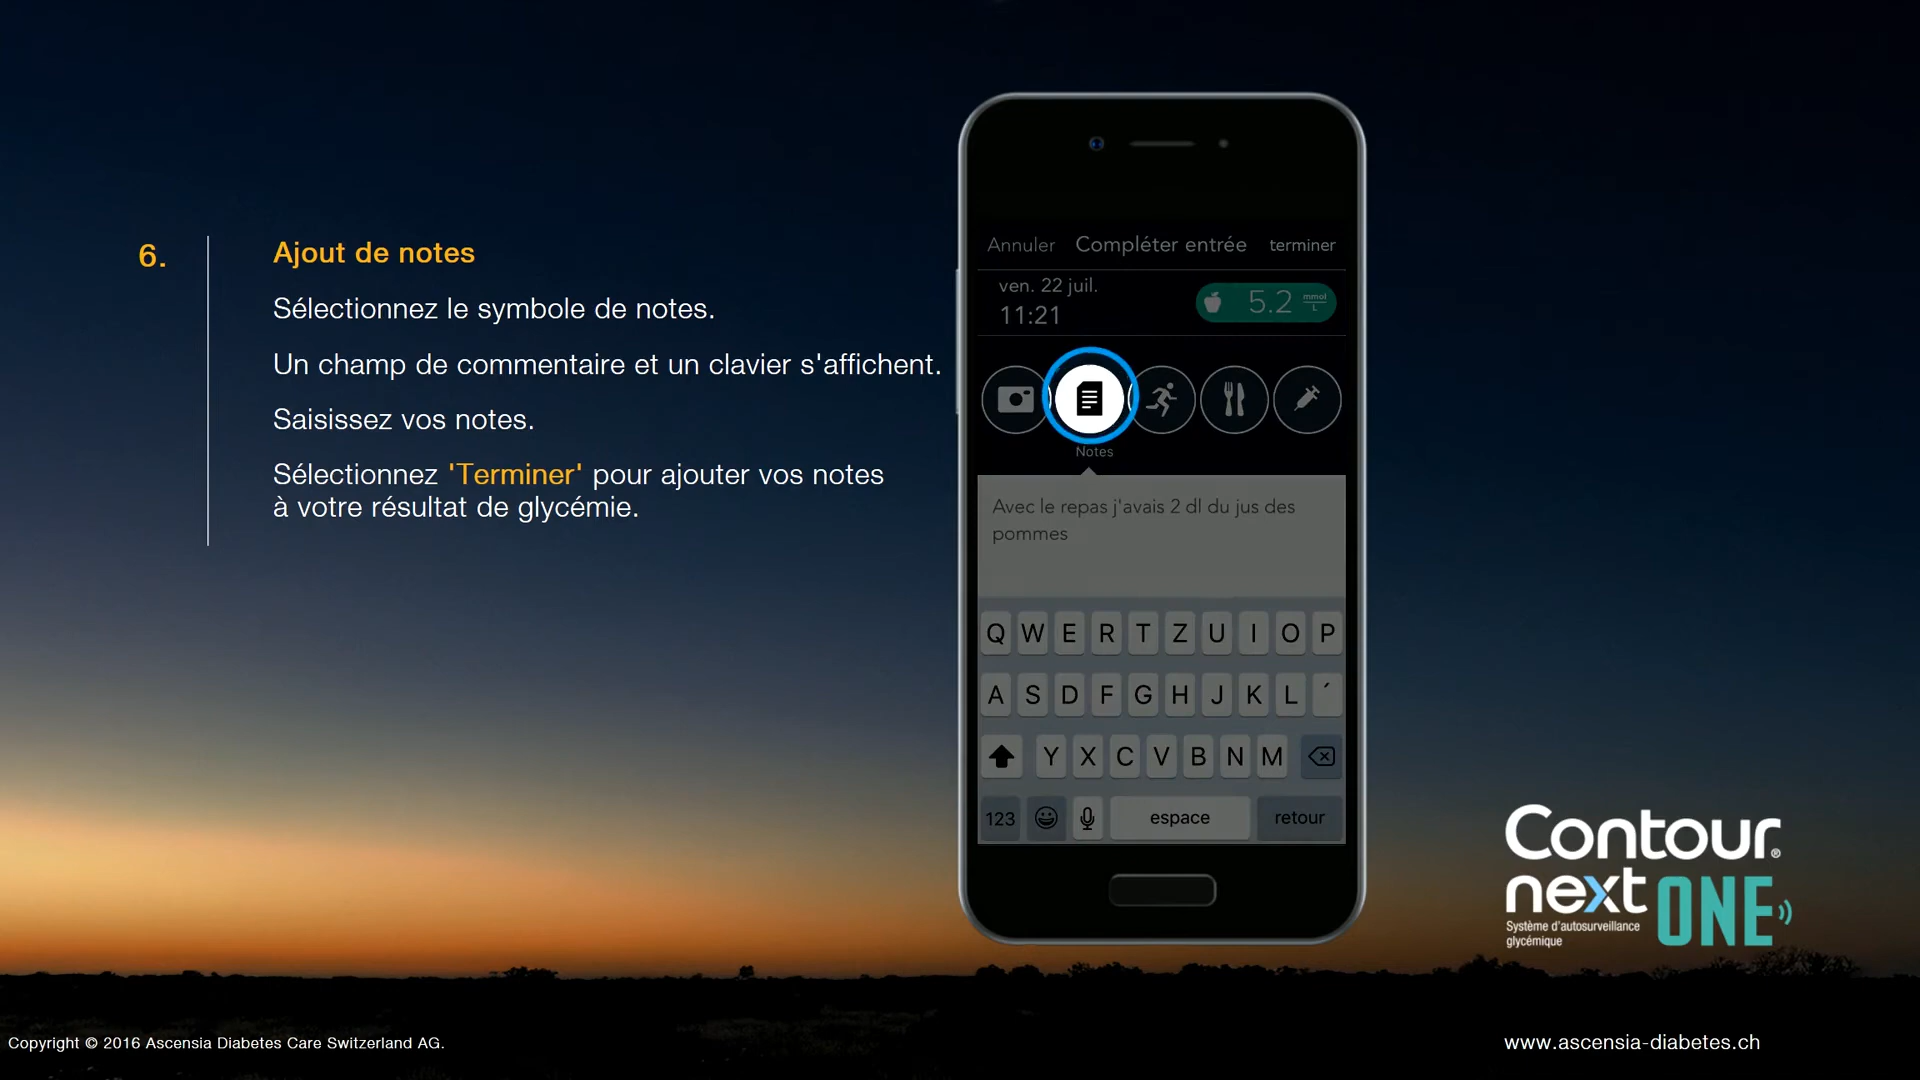 6.
Ajout de notes
Sélectionnez le symbole de notes.
Un champ de commentaire et un clavier s'affichent.
Saisissez vos notes.
Sélectionnez 'Terminer' pour ajouter vos notes
à votre résultat de glycémie.
Annuler Compléter entrée terminer
ven. 22 juil.
11:21
5.2 mmol/L
Notes
Avec le repas j'avais 2 dl du jus des
pommes
Q W E R T Z U I O P
A S D F G H J K L ´
Y X C V B N M
123 espace retour
Contour®
next ONE
Système d'autosurveillance
glycémique
Copyright © 2016 Ascensia Diabetes Care Switzerland AG.
www.ascensia-diabetes.ch